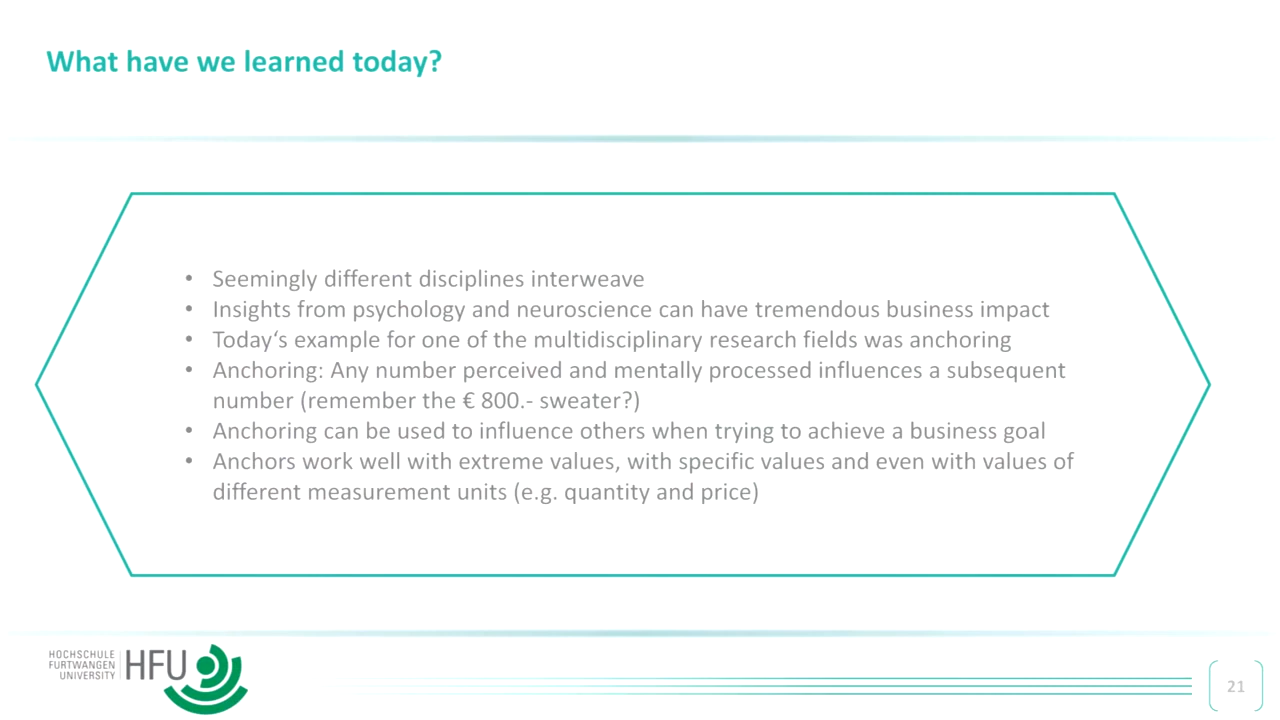 What have we learned today?
• Seemingly different disciplines interweave
• Insights from psychology and neuroscience can have tremendous business impact
• Today‘s example for one of the multidisciplinary research fields was anchoring
• Anchoring: Any number perceived and mentally processed influences a subsequent
number (remember the € 800.- sweater?)
• Anchoring can be used to influence others when trying to achieve a business goal
• Anchors work well with extreme values, with specific values and even with values of
different measurement units (e.g. quantity and price)
HOCHSCHULE
FURTWANGEN
UNIVERSITY
HFU
21